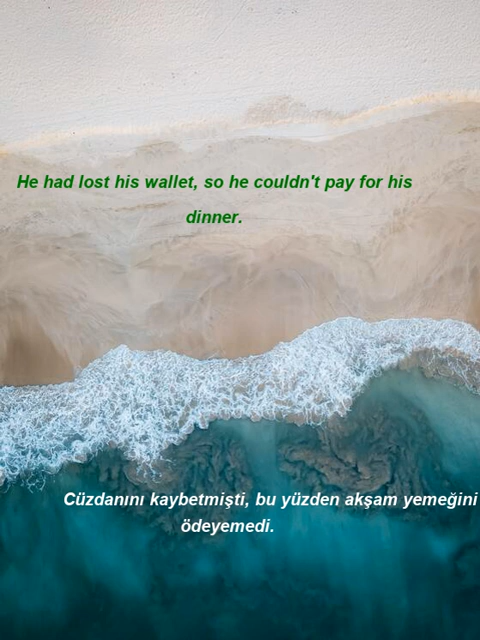 He had lost his wallet, so he couldn't pay for his
dinner.
Cüzdanını kaybetmişti, bu yüzden akşam yemeğini
ödeyemedi.